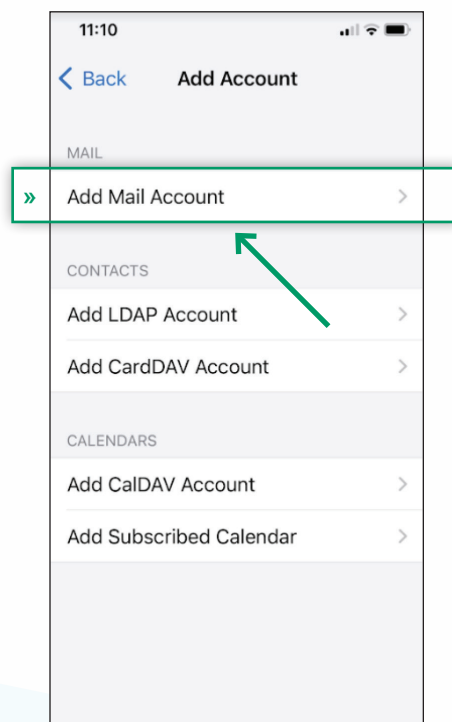 11:10
Back Add Account
MAIL
» Add Mail Account
CONTACTS
Add LDAP Account
Add CardDAV Account
CALENDARS
Add CalDAV Account
Add Subscribed Calendar